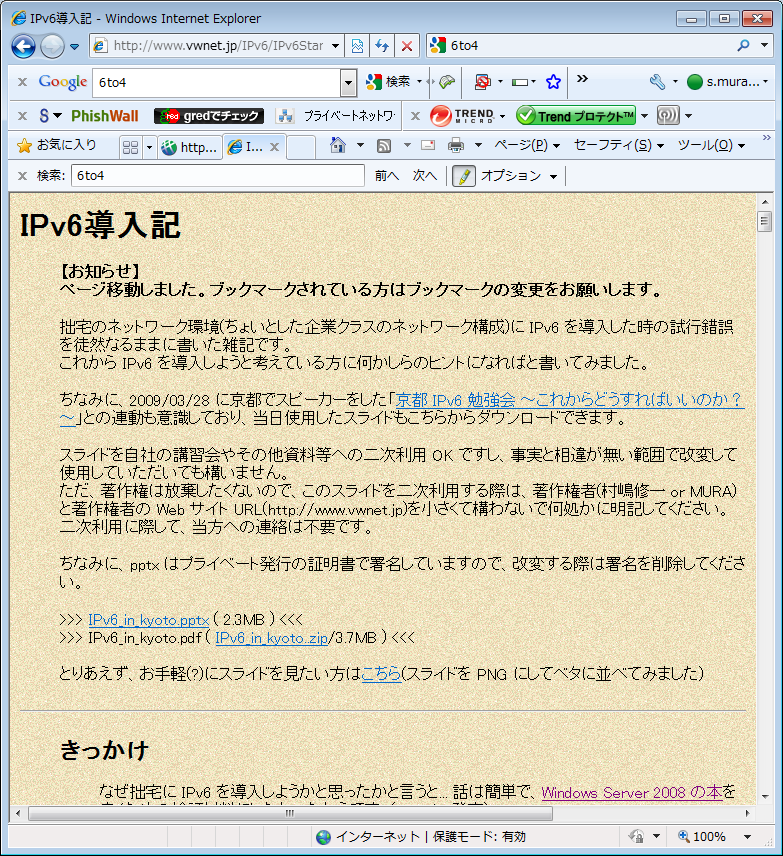 IPv6導入記 - Windows Internet Explorer
http://www.vwnet.jp/IPv6/IPv6Star
6to4
Google
6to4
検索
»
s.mura...
S
PhishWall
gredでチェック
プライベートネットワ
TREND MICRO
Trend プロテクト™
お気に入り
http...
I...
ページ(P)
セーフティ(S)
ツール(O)
»
検索:
6to4
前へ
次へ
オプション
IPv6導入記
【お知らせ】
ページ移動しました。ブックマークされている方はブックマークの変更をお願いします。
拙宅のネットワーク環境(ちょいとした企業クラスのネットワーク構成)に IPv6 を導入した時の試行錯誤
を徒然なるままに書いた雑記です。
これから IPv6 を導入しようと考えている方に何かしらのヒントになればと書いてみました。
ちなみに、2009/03/28 に京都でスピーカーをした「京都 IPv6 勉強会 ～これからどうすればいいのか？
～」との連動も意識しており、当日使用したスライドもこちらからダウンロードできます。
スライドを自社の講習会やその他資料等への二次利用 OK ですし、事実と相違が無い範囲で改変して
使用していただいても構いません。
ただ、著作権は放棄したくないので、このスライドを二次利用する際は、著作権者(村嶋修一 or MURA)
と著作権者の Web サイト URL(http://www.vwnet.jp)を小さくて構わないで何処かに明記してください。
二次利用に際して、当方への連絡は不要です。
ちなみに、pptx はプライベート発行の証明書で署名していますので、改変する際は署名を削除してくださ
い。
>>> IPv6_in_kyoto.pptx ( 2.3MB ) <<<
>>> IPv6_in_kyoto.pdf ( IPv6_in_kyoto.zip/3.7MB ) <<<
とりあえず、お手軽(?)にスライドを見たい方はこちら(スライドを PNG にしてベタに並べてみました)
きっかけ
なぜ拙宅に IPv6 を導入しようかと思ったかと言うと... 話は簡単で、Windows Server 2008 の本を
インターネット | 保護モード: 有効
100%